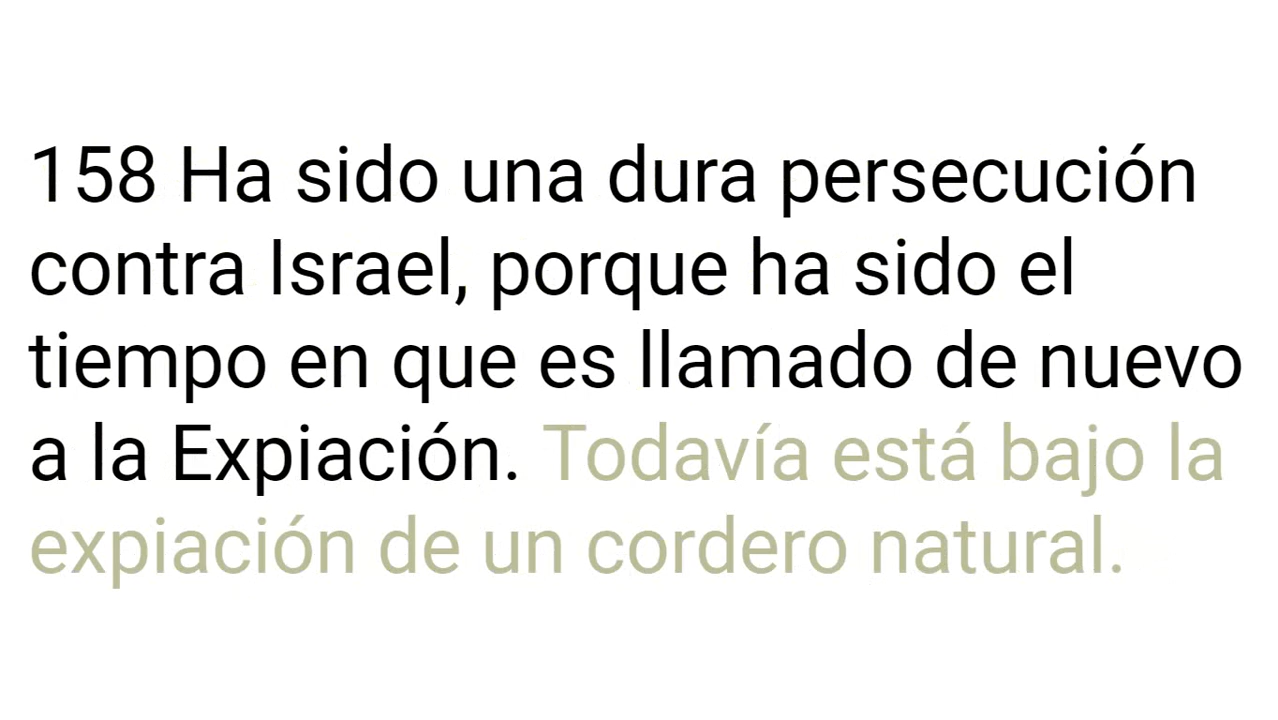 158 Ha sido una dura persecución
contra Israel, porque ha sido el
tiempo en que es llamado de nuevo
a la Expiación. Todavía está bajo la
expiación de un cordero natural.